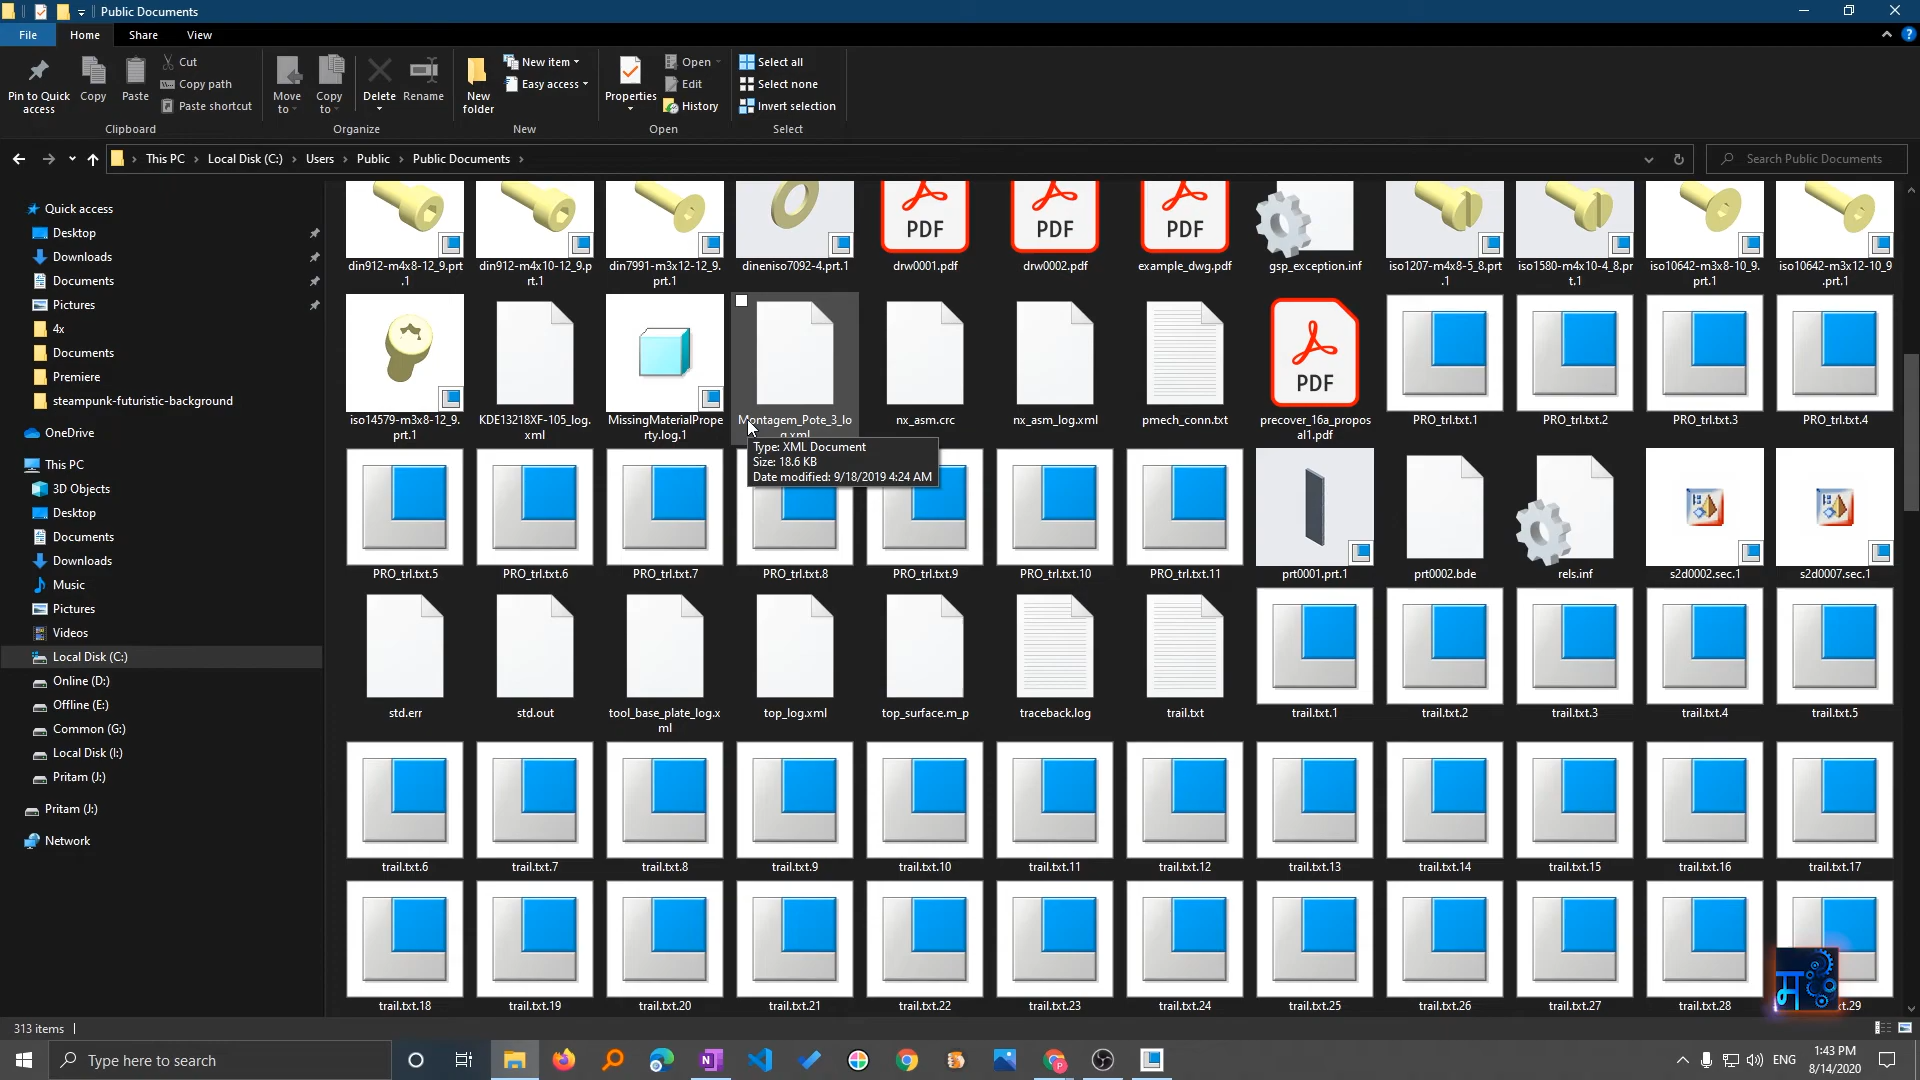 Public Documents
File
Home
Share
View
Pin to Quick
access
Copy
Paste
Cut
Copy path
Paste shortcut
Clipboard
Move
to
Copy
to
Delete
Rename
Organize
New
folder
New item
Easy access
New
Properties
Open
Edit
History
Open
Select all
Select none
Invert selection
Select
This PC
Local Disk (C:)
Users
Public
Public Documents
Search Public Documents
Quick access
Desktop
Downloads
Documents
Pictures
4x
Documents
Premiere
steampunk-futuristic-background
OneDrive
This PC
3D Objects
Desktop
Documents
Downloads
Music
Pictures
Videos
Local Disk (C:)
Online (D:)
Offline (E:)
Common (G:)
Local Disk (I:)
Pritam (J:)
Pritam (J:)
Network
din912-m4x8-12_9.prt
.1
din912-m4x10-12_9.p
rt.1
din7991-m3x12-12_9.
prt.1
dineniso7092-4.prt.1
PDF
drw0001.pdf
PDF
drw0002.pdf
PDF
example_dwg.pdf
gsp_exception.inf
iso1207-m4x8-5_8.prt
.1
iso1580-m4x10-4_8.pr
t.1
iso10642-m3x8-10_9.
prt.1
iso10642-m3x12-10_9
.prt.1
iso14579-m3x8-12_9.
prt.1
KDE13218XF-105_log.
xml
MissingMaterialPrope
rty.log.1
Montagem_Pote_3_lo
g.xml
nx_asm.crc
nx_asm_log.xml
pmech_conn.txt
PDF
precover_16a_propos
al1.pdf
PRO_trl.txt.1
PRO_trl.txt.2
PRO_trl.txt.3
PRO_trl.txt.4
Type: XML Document
Size: 18.6 KB
Date modified: 9/18/2019 4:24 AM
PRO_trl.txt.5
PRO_trl.txt.6
PRO_trl.txt.7
PRO_trl.txt.8
PRO_trl.txt.9
PRO_trl.txt.10
PRO_trl.txt.11
prt0001.prt.1
prt0002.bde
rels.inf
s2d0002.sec.1
s2d0007.sec.1
std.err
std.out
tool_base_plate_log.x
ml
top_log.xml
top_surface.m_p
traceback.log
trail.txt
trail.txt.1
trail.txt.2
trail.txt.3
trail.txt.4
trail.txt.5
trail.txt.6
trail.txt.7
trail.txt.8
trail.txt.9
trail.txt.10
trail.txt.11
trail.txt.12
trail.txt.13
trail.txt.14
trail.txt.15
trail.txt.16
trail.txt.17
trail.txt.18
trail.txt.19
trail.txt.20
trail.txt.21
trail.txt.22
trail.txt.23
trail.txt.24
trail.txt.25
trail.txt.26
trail.txt.27
trail.txt.28
xt.29
म
313 items
Type here to search
ENG
1:43 PM
8/14/2020